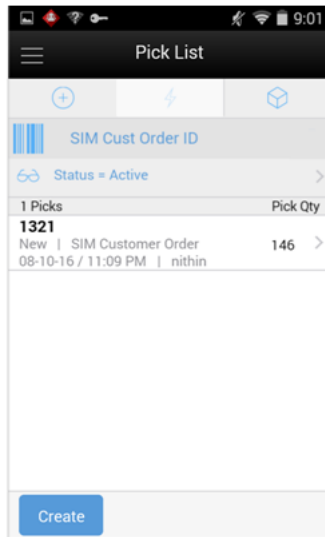 9:01
Pick List
SIM Cust Order ID
Status = Active
1 Picks Pick Qty
1321
New | SIM Customer Order 146
08-10-16 / 11:09 PM | nithin
Create